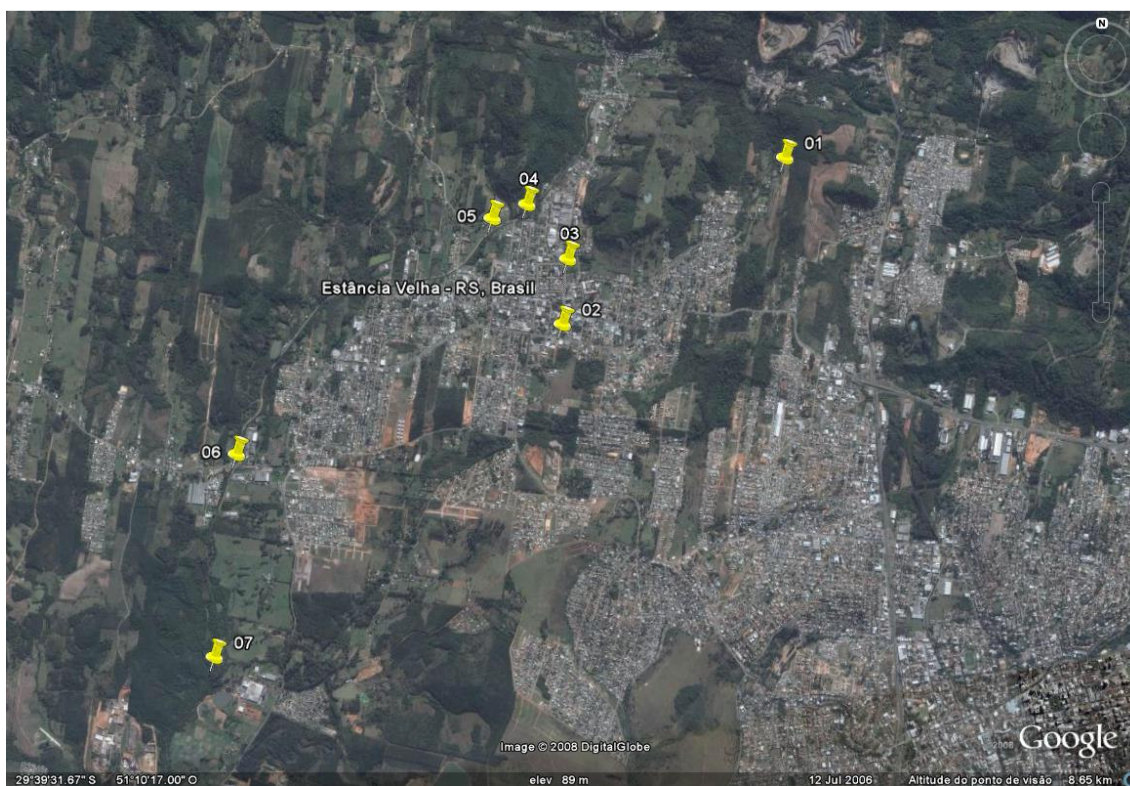 N
01
04
05
03
Estância Velha - RS, Brasil
02
06
07
Image © 2008 DigitalGlobe
2008 Google
29°39'31.67" S 51°10'17.00" O elev 89 m 12 Jul 2006 Altitude do ponto de visão 8.65 km